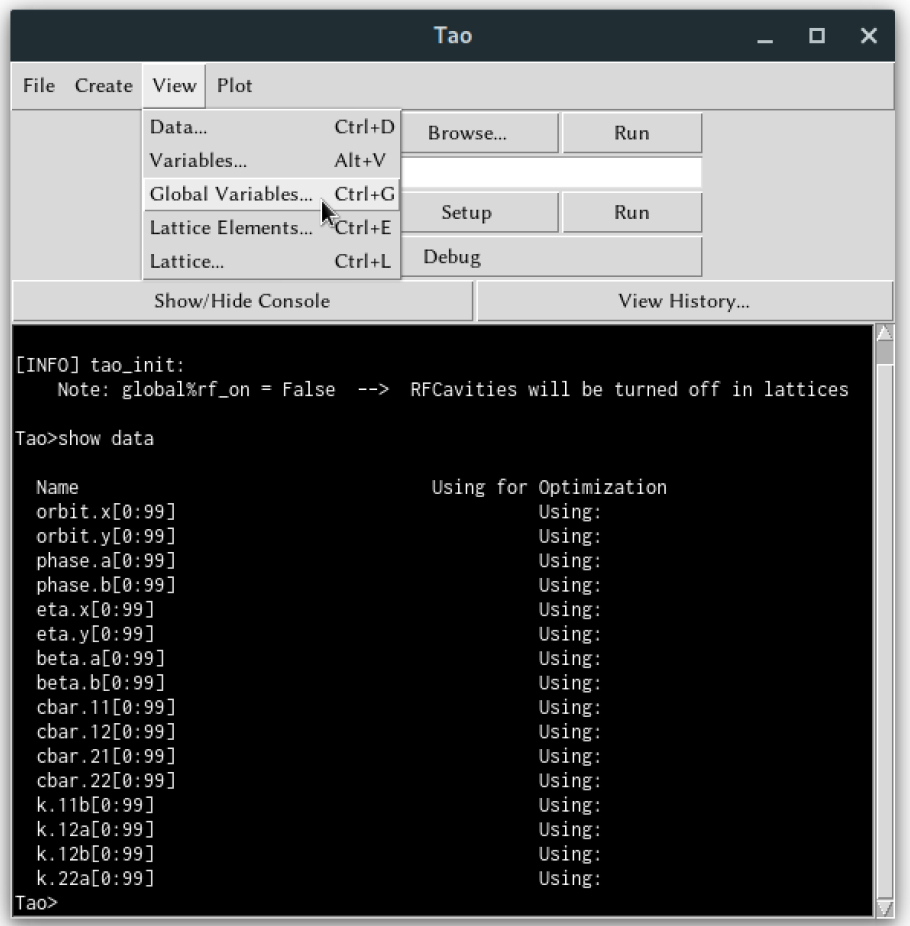 Tao
File Create View Plot
Data... Ctrl+D
Variables... Alt+V
Global Variables... Ctrl+G
Lattice Elements... Ctrl+E
Lattice... Ctrl+L
Browse... Run
Setup Run
Debug
Show/Hide Console View History...
[INFO] tao_init:
Note: global%rf_on = False --> RFCavities will be turned off in lattices
Tao>show data
Name Using for Optimization
orbit.x[0:99] Using:
orbit.y[0:99] Using:
phase.a[0:99] Using:
phase.b[0:99] Using:
eta.x[0:99] Using:
eta.y[0:99] Using:
beta.a[0:99] Using:
beta.b[0:99] Using:
cbar.11[0:99] Using:
cbar.12[0:99] Using:
cbar.21[0:99] Using:
cbar.22[0:99] Using:
k.11b[0:99] Using:
k.12a[0:99] Using:
k.12b[0:99] Using:
k.22a[0:99] Using:
Tao>